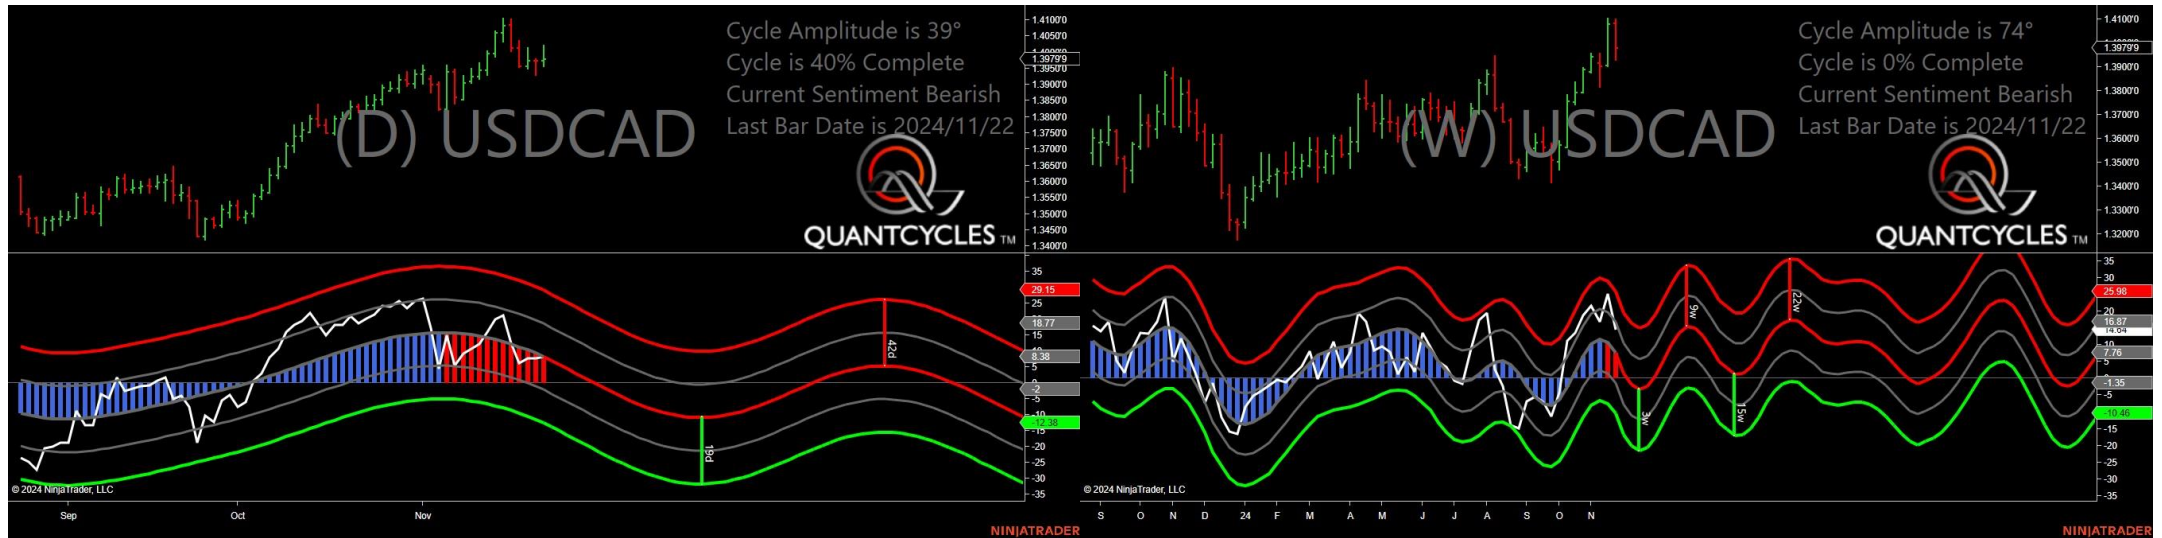 Cycle Amplitude is 39°
Cycle is 40% Complete
Current Sentiment Bearish
Last Bar Date is 2024/11/22
(D) USDCAD
QUANTCYCLES TM
1.4100'0
1.4050'0
1.3979'9
1.3950'0
1.3900'0
1.3850'0
1.3800'0
1.3750'0
1.3700'0
1.3650'0
1.3600'0
1.3550'0
1.3500'0
1.3450'0
1.3400'0
35
29.15
25
18.77
15
8.38
5
-2
-5
-10
-12.38
-15
-20
-25
-30
-35
42d
19d
© 2024 NinjaTrader, LLC
Sep Oct Nov
NINJATRADER
Cycle Amplitude is 74°
Cycle is 0% Complete
Current Sentiment Bearish
Last Bar Date is 2024/11/22
(W) USDCAD
QUANTCYCLES TM
1.4100'0
1.3979'9
1.3900'0
1.3800'0
1.3700'0
1.3600'0
1.3500'0
1.3400'0
1.3300'0
1.3200'0
35
30
25.98
16.87
14.64
7.76
-1.35
-5
-10.46
-15
-20
-25
-30
-35
9w
22w
3w
15w
© 2024 NinjaTrader, LLC
S O N D 24 F M A M J J A S O N
NINJATRADER